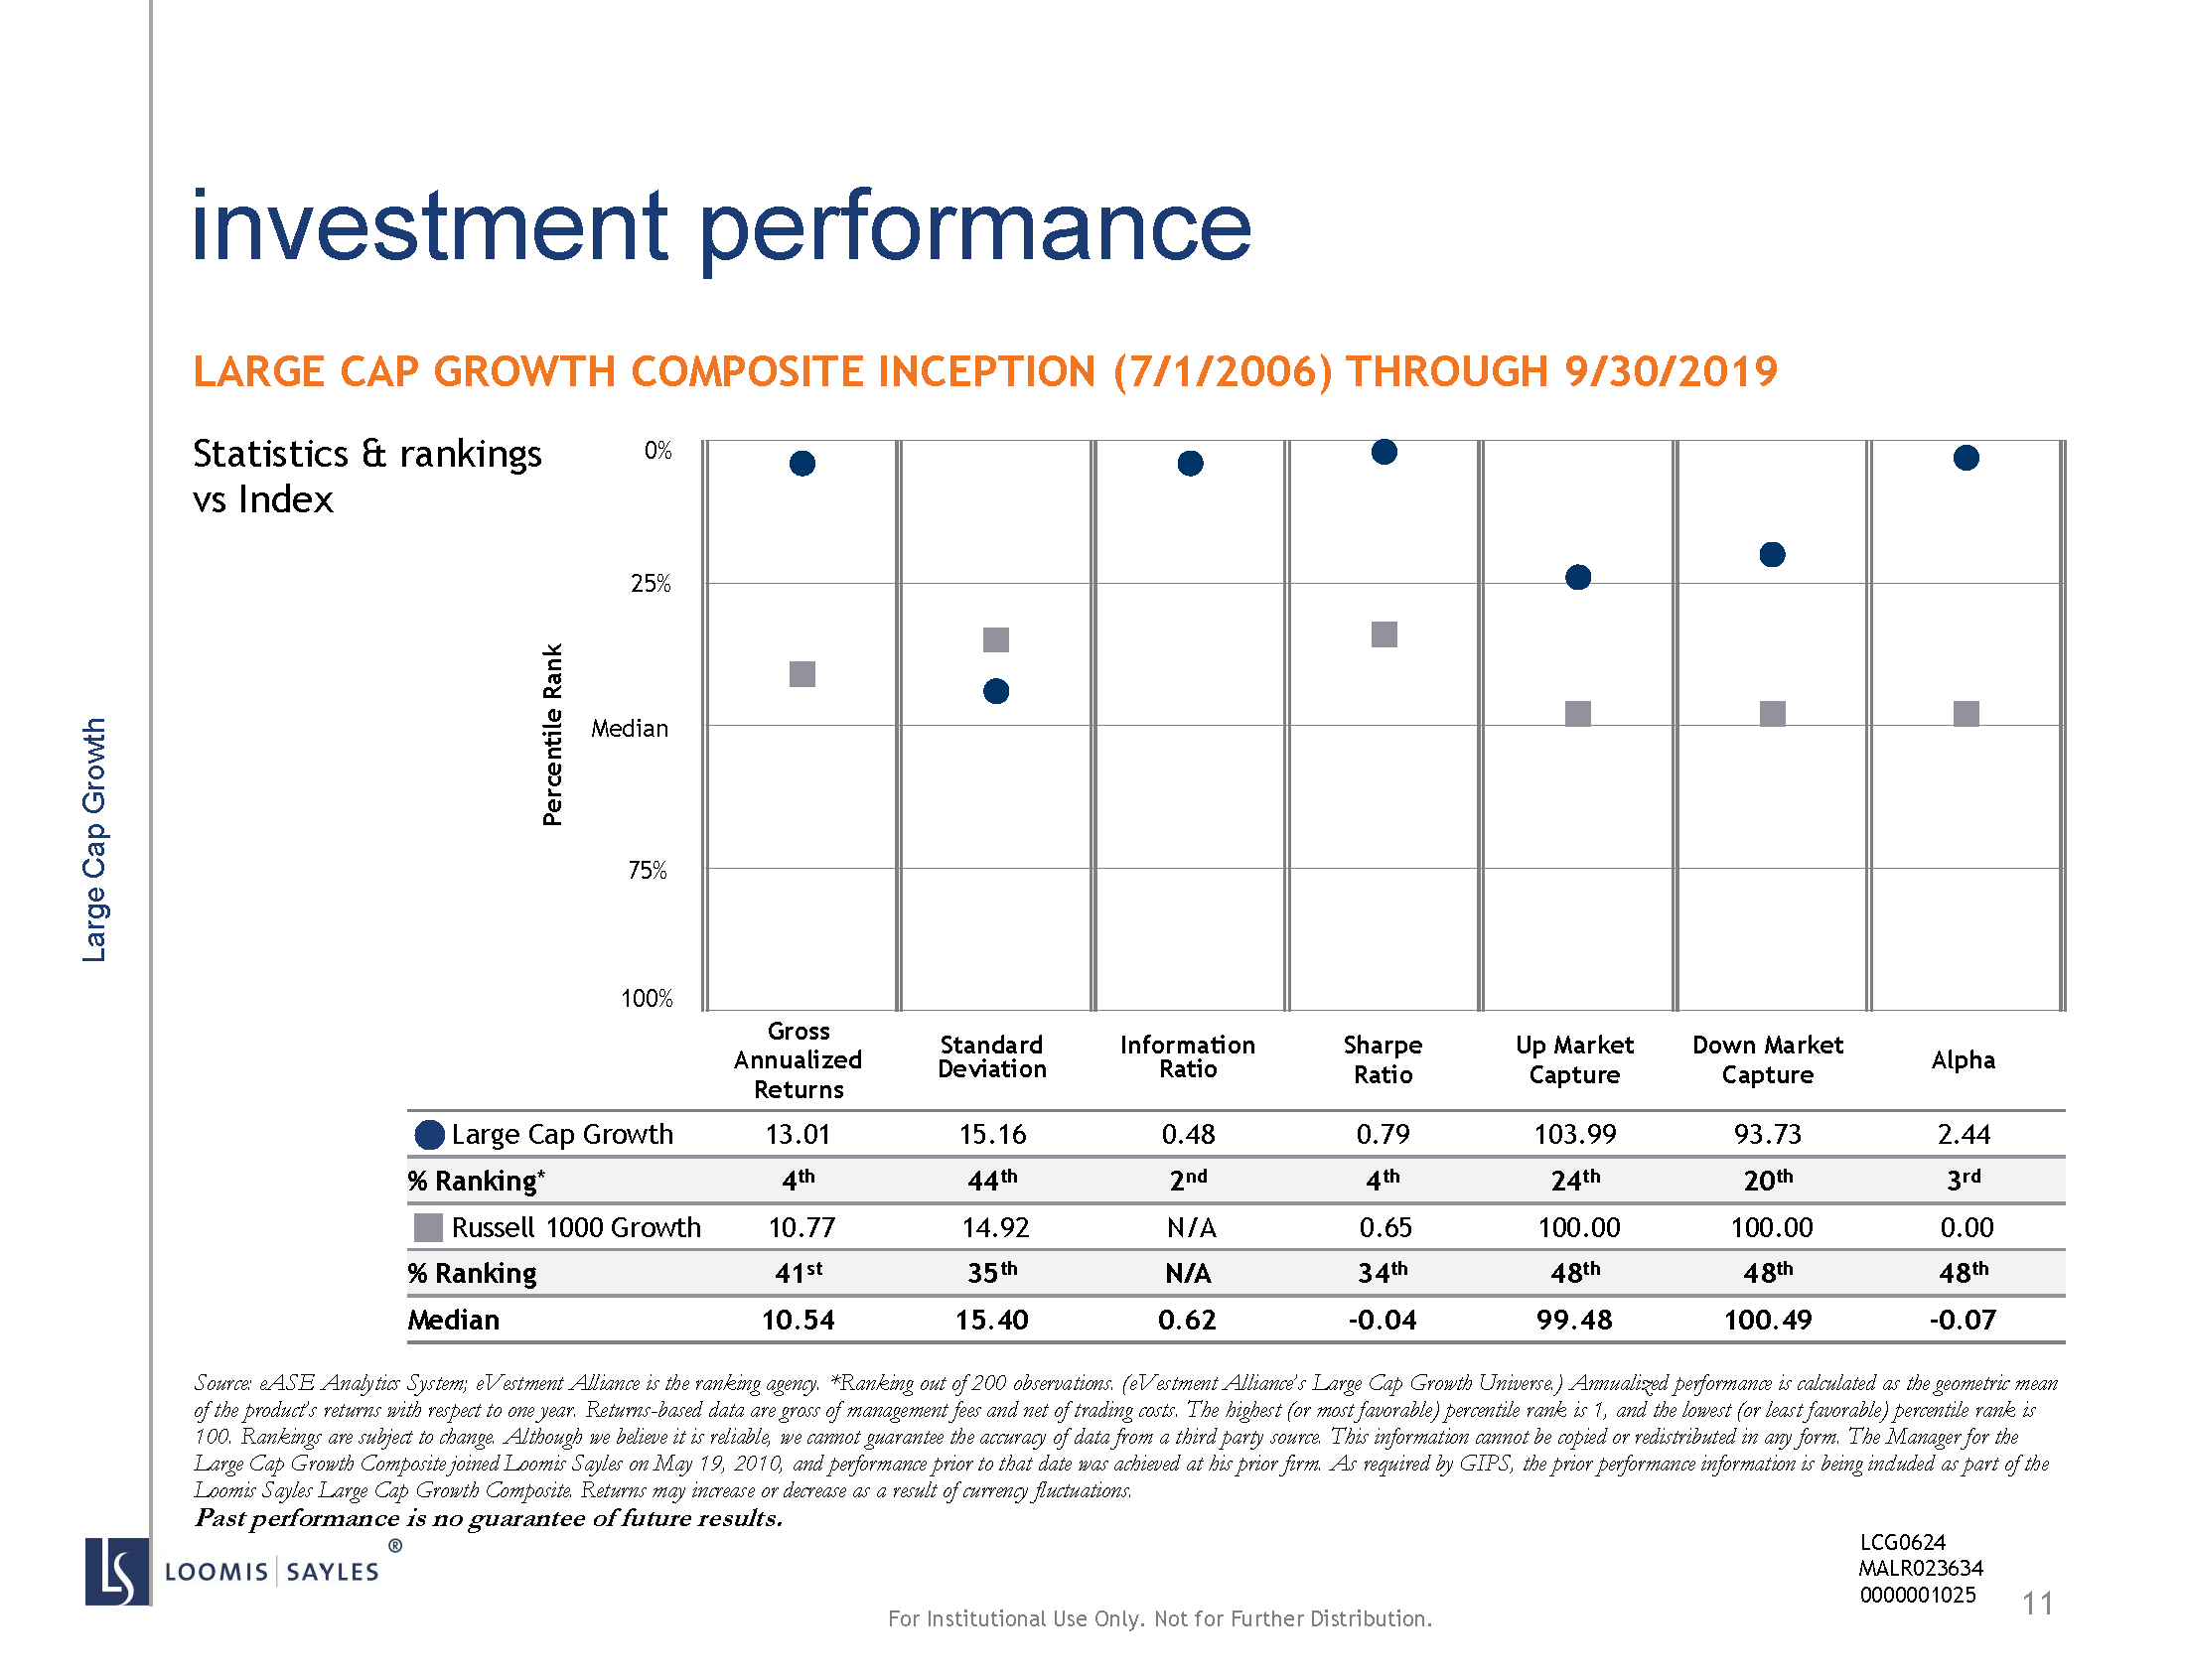 investment performance
LARGE CAP GROWTH COMPOSITE INCEPTION (7/1/2006) THROUGH 9/30/2019
Statistics & rankings
vs Index
0%
25%
Median
75%
100%
Percentile Rank
Large Cap Growth
Gross Annualized Returns Standard Deviation Information Ratio Sharpe Ratio Up Market Capture Down Market Capture Alpha
Large Cap Growth 13.01 15.16 0.48 0.79 103.99 93.73 2.44
% Ranking* 4th 44th 2nd 4th 24th 20th 3rd
Russell 1000 Growth 10.77 14.92 N/A 0.65 100.00 100.00 0.00
% Ranking 41st 35th N/A 34th 48th 48th 48th
Median 10.54 15.40 0.62 -0.04 99.48 100.49 -0.07
Source: eASE Analytics System; eVestment Alliance is the ranking agency. *Ranking out of 200 observations. (eVestment Alliance's Large Cap Growth Universe.) Annualized performance is calculated as the geometric mean
of the product's returns with respect to one year. Returns-based data are gross of management fees and net of trading costs. The highest (or most favorable) percentile rank is 1, and the lowest (or least favorable) percentile rank is
100. Rankings are subject to change. Although we believe it is reliable, we cannot guarantee the accuracy of data from a third party source. This information cannot be copied or redistributed in any form. The Manager for the
Large Cap Growth Composite joined Loomis Sayles on May 19, 2010, and performance prior to that date was achieved at his prior firm. As required by GIPS, the prior performance information is being included as part of the
Loomis Sayles Large Cap Growth Composite. Returns may increase or decrease as a result of currency fluctuations.
Past performance is no guarantee of future results.
LS LOOMIS | SAYLES ®
LCG0624
MALR023634
0000001025
11
For Institutional Use Only. Not for Further Distribution.